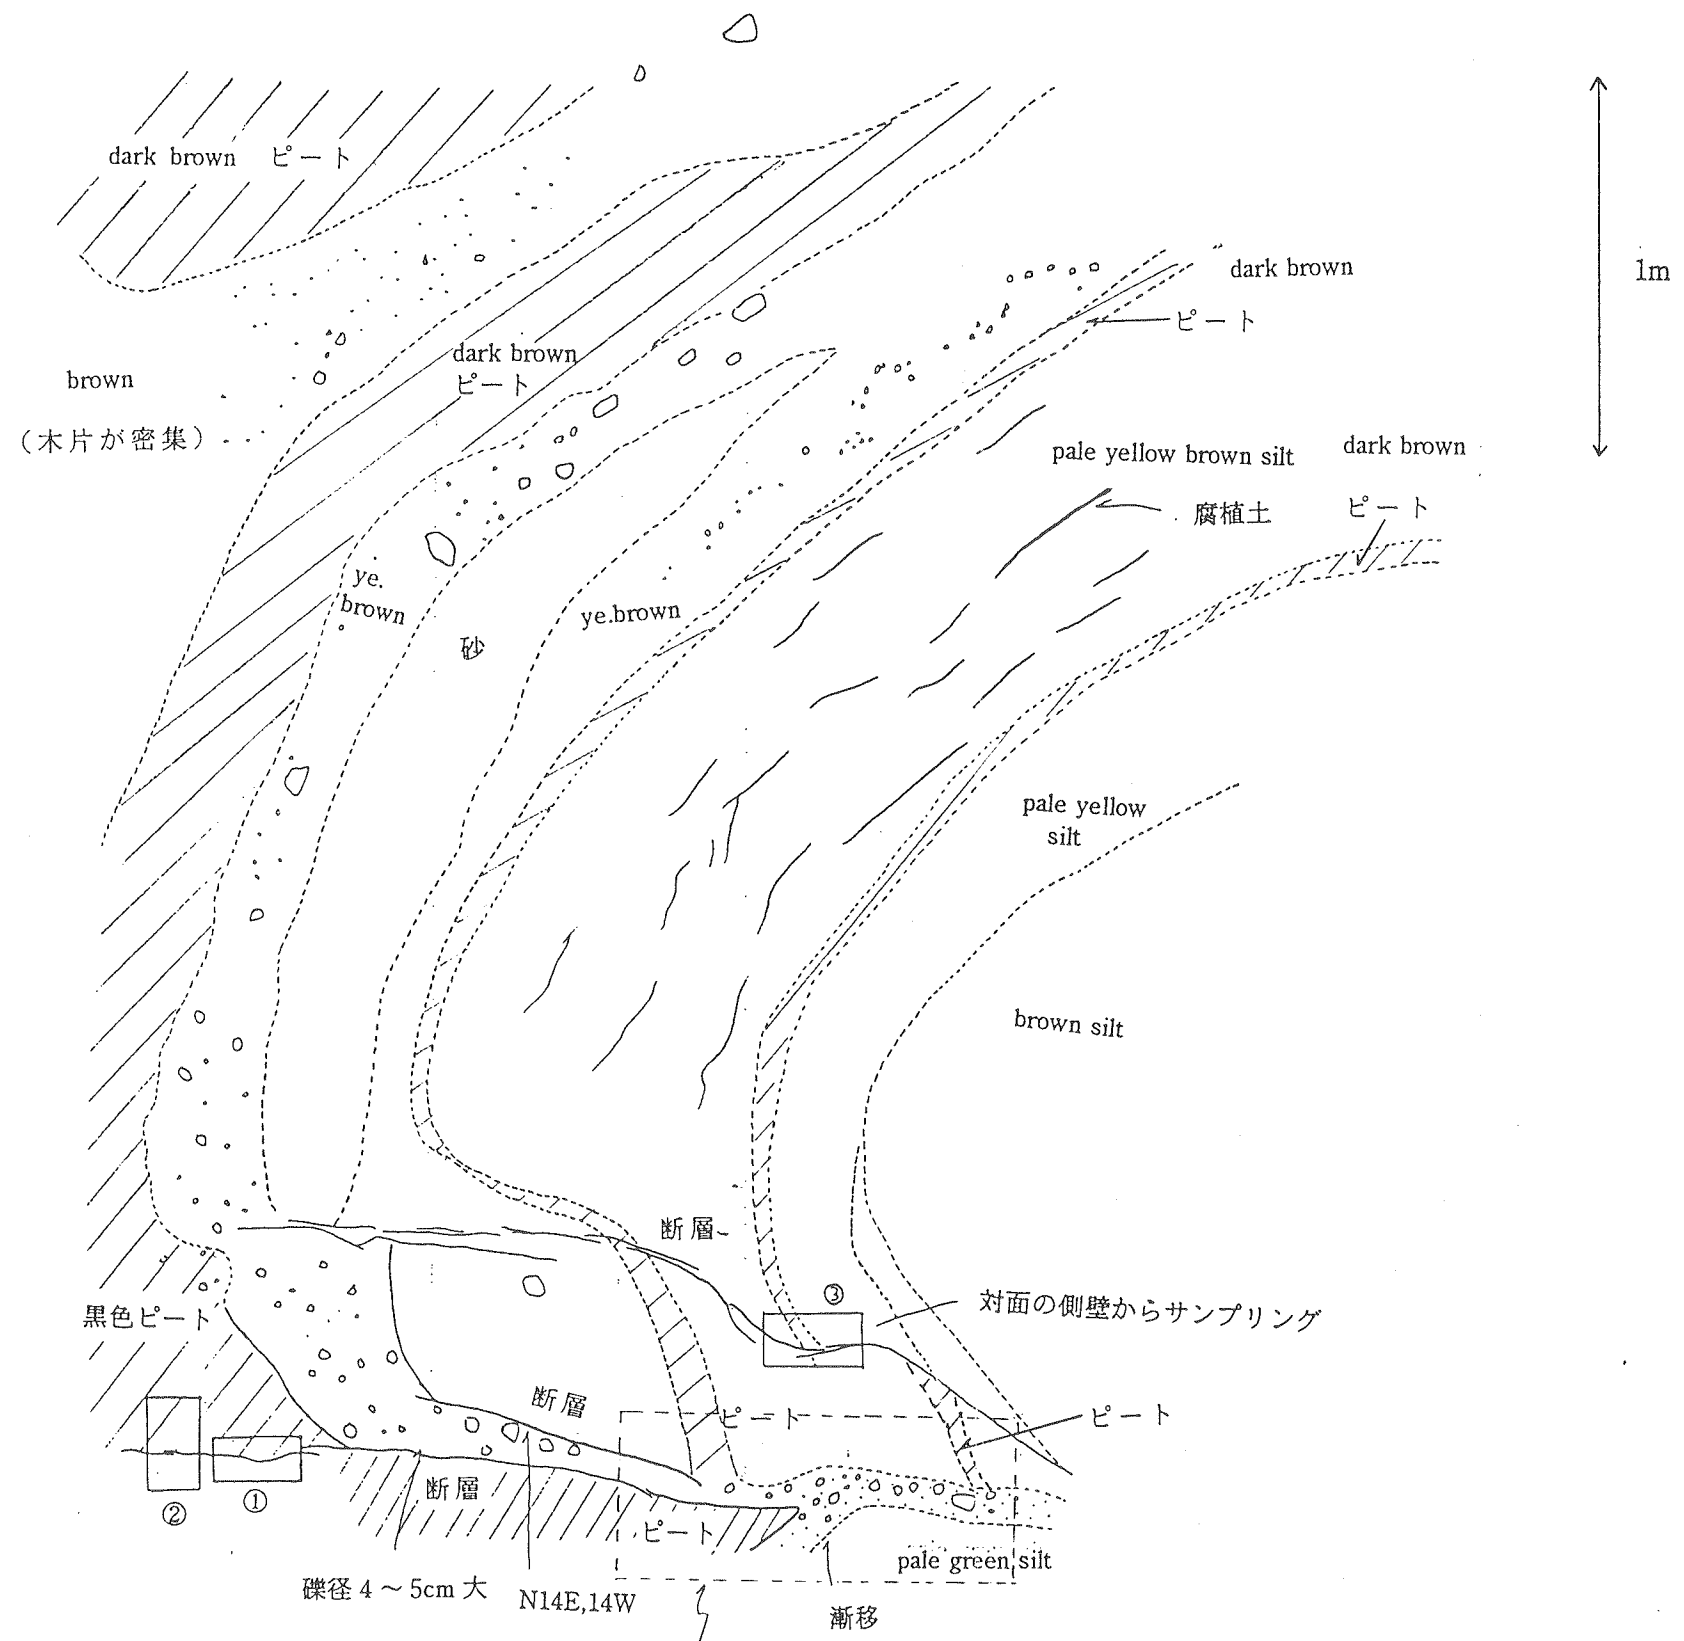 dark brown ピート
dark brown
ピート
1m
dark brown
ピート
brown
（木片が密集）
pale yellow brown silt
dark brown
腐植土
ピート
ye.
brown
ye.brown
砂
pale yellow
silt
brown silt
断層
③
対面の側壁からサンプリング
黒色ピート
断層
ピート
ピート
断層
①
②
ピート
pale green silt
礫径 4～5cm 大
N14E,14W
漸移